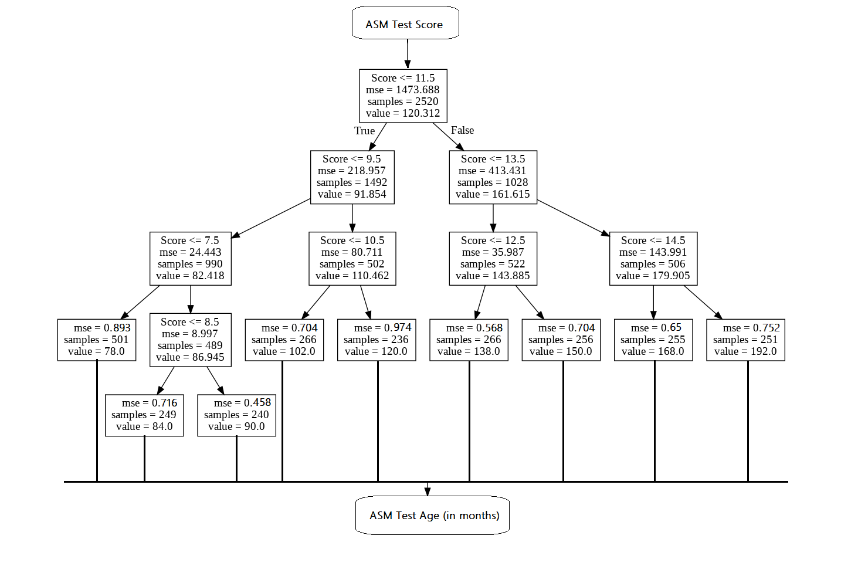 ASM Test Score
Score <= 11.5
mse = 1473.688
samples = 2520
value = 120.312
True
False
Score <= 9.5
mse = 218.957
samples = 1492
value = 91.854
Score <= 13.5
mse = 413.431
samples = 1028
value = 161.615
Score <= 7.5
mse = 24.443
samples = 990
value = 82.418
Score <= 10.5
mse = 80.711
samples = 502
value = 110.462
Score <= 12.5
mse = 35.987
samples = 522
value = 143.885
Score <= 14.5
mse = 143.991
samples = 506
value = 179.905
mse = 0.893
samples = 501
value = 78.0
Score <= 8.5
mse = 8.997
samples = 489
value = 86.945
mse = 0.704
samples = 266
value = 102.0
mse = 0.974
samples = 236
value = 120.0
mse = 0.568
samples = 266
value = 138.0
mse = 0.704
samples = 256
value = 150.0
mse = 0.65
samples = 255
value = 168.0
mse = 0.752
samples = 251
value = 192.0
mse = 0.716
samples = 249
value = 84.0
mse = 0.458
samples = 240
value = 90.0
ASM Test Age (in months)